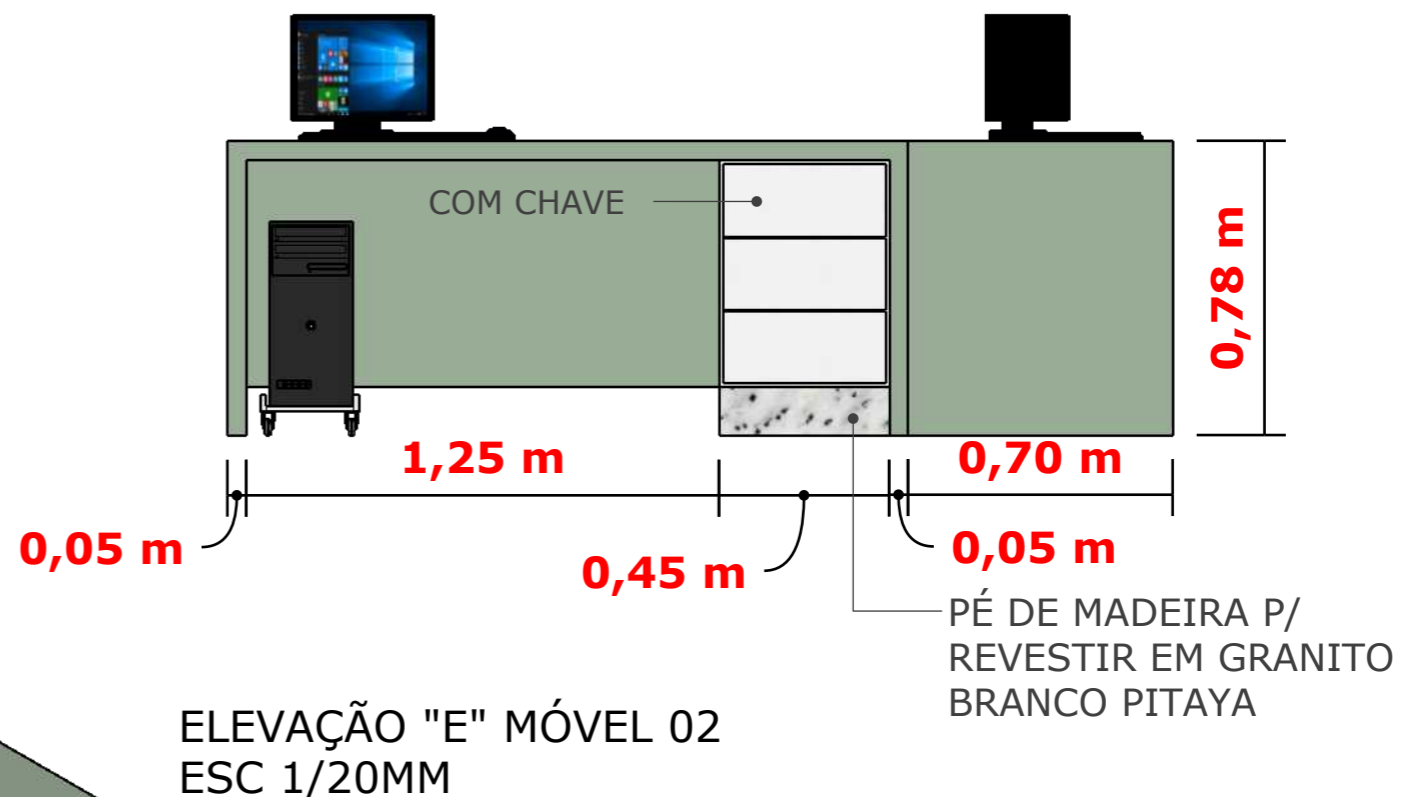 COM CHAVE
0,78 m
1,25 m
0,70 m
0,05 m
0,45 m
0,05 m
PÉ DE MADEIRA P/
REVESTIR EM GRANITO
BRANCO PITAYA
ELEVAÇÃO "E" MÓVEL 02
ESC 1/20MM